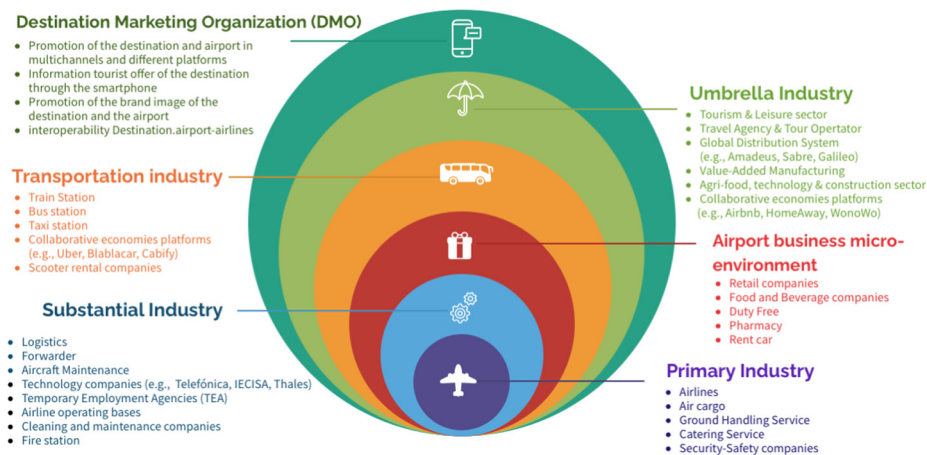 Destination Marketing Organization (DMO)
• Promotion of the destination and airport in
multichannels and different platforms
• Information tourist offer of the destination
through the smartphone
• Promotion of the brand image of the
destination and the airport
• interoperability Destination.airport-airlines
Umbrella Industry
• Tourism & Leisure sector
• Travel Agency & Tour Opertator
• Global Distribution System
(e.g., Amadeus, Sabre, Galileo)
• Value-Added Manufacturing
• Agri-food, technology & construction sector
• Collaborative economies platforms
(e.g., Airbnb, HomeAway, WonoWo)
Transportation industry
• Train Station
• Bus station
• Taxi station
• Collaborative economies platforms
(e.g., Uber, Blablacar, Cabify)
• Scooter rental companies
Airport business micro-
environment
• Retail companies
• Food and Beverage companies
• Duty Free
• Pharmacy
• Rent car
Substantial Industry
• Logistics
• Forwarder
• Aircraft Maintenance
• Technology companies (e.g., Telefónica, IECISA, Thales)
• Temporary Employment Agencies (TEA)
• Airline operating bases
• Cleaning and maintenance companies
• Fire station
Primary Industry
• Airlines
• Air cargo
• Ground Handling Service
• Catering Service
• Security-Safety companies